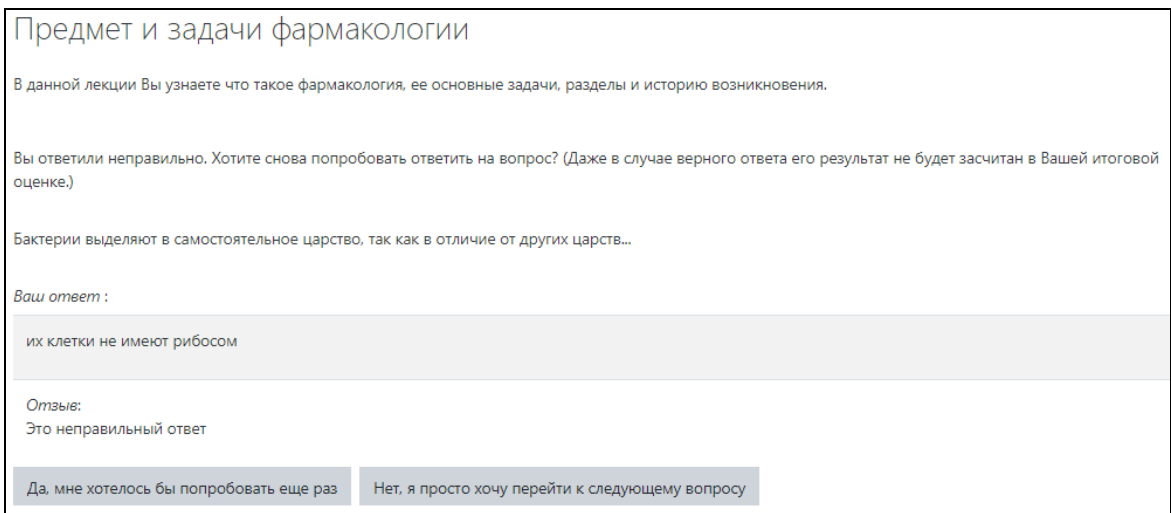 Предмет и задачи фармакологии
В данной лекции Вы узнаете что такое фармакология, ее основные задачи, разделы и историю возникновения.
Вы ответили неправильно. Хотите снова попробовать ответить на вопрос? (Даже в случае верного ответа его результат не будет засчитан в Вашей итоговой
оценке.)
Бактерии выделяют в самостоятельное царство, так как в отличие от других царств...
Ваш ответ :
их клетки не имеют рибосом
Отзыв:
Это неправильный ответ
Да, мне хотелось бы попробовать еще раз
Нет, я просто хочу перейти к следующему вопросу